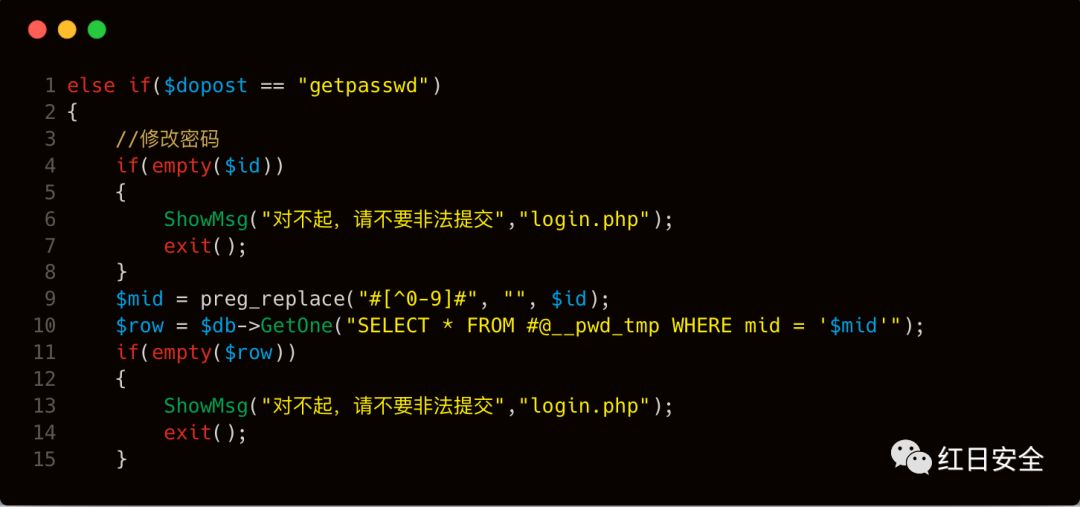 1 else if($dopost == "getpasswd")
2 {
3     //修改密码
4     if(empty($id))
5     {
6         ShowMsg("对不起，请不要非法提交","login.php");
7         exit();
8     }
9     $mid = preg_replace("#[^0-9]#", "", $id);
10     $row = $db->GetOne("SELECT * FROM #@__pwd_tmp WHERE mid = '$mid'");
11     if(empty($row))
12     {
13         ShowMsg("对不起，请不要非法提交","login.php");
14         exit();
15     }
红日安全